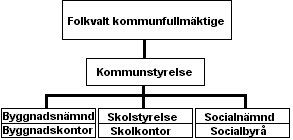 Folkvalt kommunfullmäktige
Kommunstyrelse
Byggnadsnämnd
Byggnadskontor
Skolstyrelse
Skolkontor
Socialnämnd
Socialbyrå